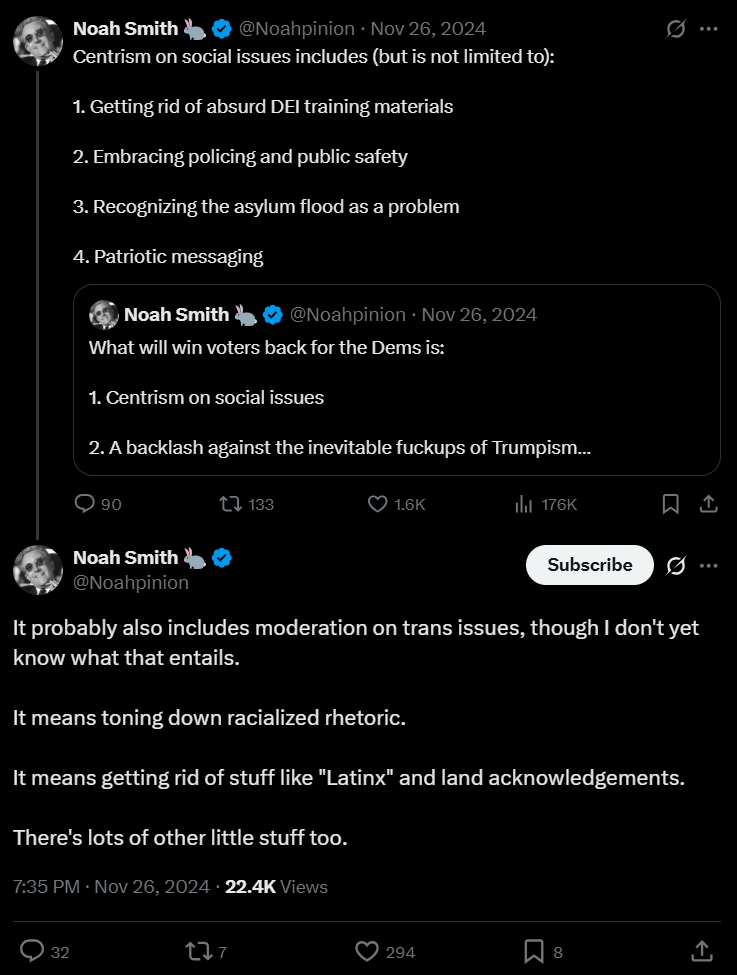 Noah Smith 🐇 @Noahpinion · Nov 26, 2024
Centrism on social issues includes (but is not limited to):
1. Getting rid of absurd DEI training materials
2. Embracing policing and public safety
3. Recognizing the asylum flood as a problem
4. Patriotic messaging
Noah Smith 🐇 @Noahpinion · Nov 26, 2024
What will win voters back for the Dems is:
1. Centrism on social issues
2. A backlash against the inevitable fuckups of Trumpism...
90 133 1.6K 176K
Noah Smith 🐇
@Noahpinion
Subscribe
It probably also includes moderation on trans issues, though I don't yet
know what that entails.
It means toning down racialized rhetoric.
It means getting rid of stuff like "Latinx" and land acknowledgements.
There's lots of other little stuff too.
7:35 PM · Nov 26, 2024 · 22.4K Views
32 7 294 8